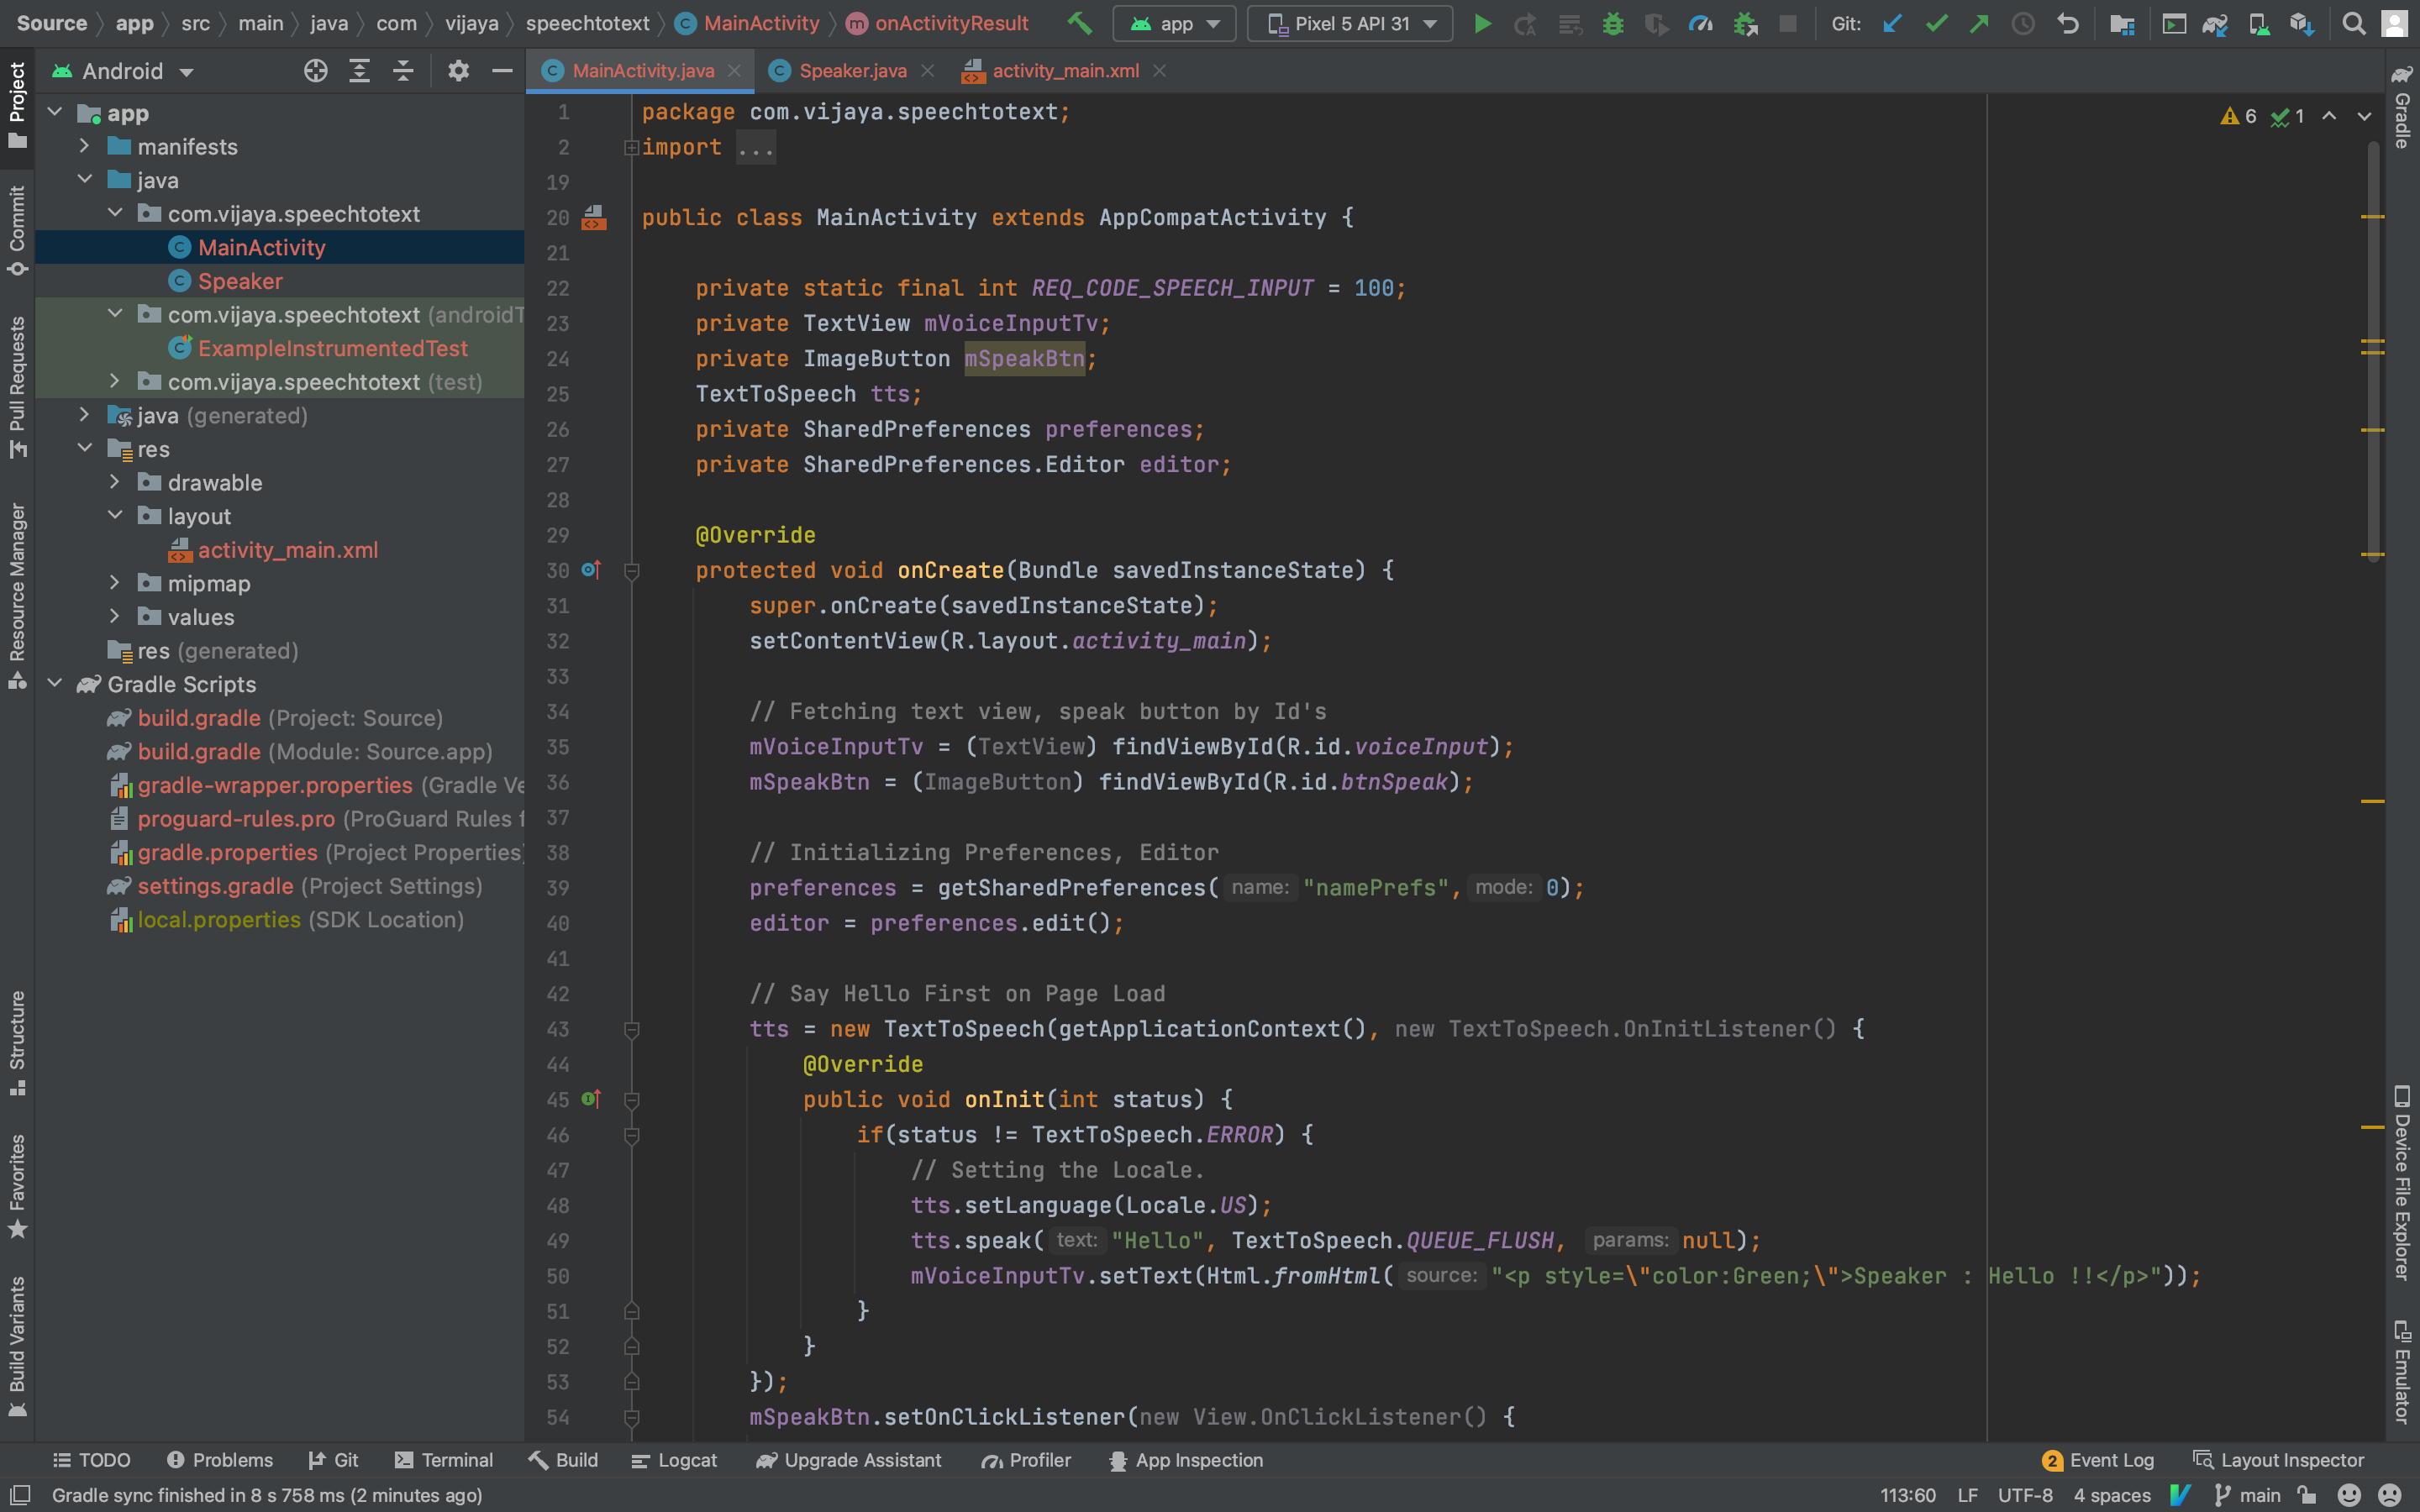 Source app src main java com vijaya speechtotext MainActivity onActivityResult app Pixel 5 API 31 Git:
Project
Commit
Pull Requests
Resource Manager
Structure
Favorites
Build Variants
Android
app
manifests
java
com.vijaya.speechtotext
MainActivity
Speaker
com.vijaya.speechtotext (androidT
ExampleInstrumentedTest
com.vijaya.speechtotext (test)
java (generated)
res
drawable
layout
activity_main.xml
mipmap
values
res (generated)
Gradle Scripts
build.gradle (Project: Source)
build.gradle (Module: Source.app)
gradle-wrapper.properties (Gradle Ve
proguard-rules.pro (ProGuard Rules f
gradle.properties (Project Properties)
settings.gradle (Project Settings)
local.properties (SDK Location)
MainActivity.java Speaker.java activity_main.xml
6 1
1 package com.vijaya.speechtotext;
2 import ...
19
20 public class MainActivity extends AppCompatActivity {
21
22 private static final int REQ_CODE_SPEECH_INPUT = 100;
23 private TextView mVoiceInputTv;
24 private ImageButton mSpeakBtn;
25 TextToSpeech tts;
26 private SharedPreferences preferences;
27 private SharedPreferences.Editor editor;
28
29 @Override
30 protected void onCreate(Bundle savedInstanceState) {
31 super.onCreate(savedInstanceState);
32 setContentView(R.layout.activity_main);
33
34 // Fetching text view, speak button by Id's
35 mVoiceInputTv = (TextView) findViewById(R.id.voiceInput);
36 mSpeakBtn = (ImageButton) findViewById(R.id.btnSpeak);
37
38 // Initializing Preferences, Editor
39 preferences = getSharedPreferences( name: "namePrefs", mode: 0);
40 editor = preferences.edit();
41
42 // Say Hello First on Page Load
43 tts = new TextToSpeech(getApplicationContext(), new TextToSpeech.OnInitListener() {
44 @Override
45 public void onInit(int status) {
46 if(status != TextToSpeech.ERROR) {
47 // Setting the Locale.
48 tts.setLanguage(Locale.US);
49 tts.speak( text: "Hello", TextToSpeech.QUEUE_FLUSH, params: null);
50 mVoiceInputTv.setText(Html.fromHtml( source: "<p style=\"color:Green;\">Speaker : Hello !!</p>"));
51 }
52 }
53 });
54 mSpeakBtn.setOnClickListener(new View.OnClickListener() {
Gradle
Device File Explorer
Emulator
TODO Problems Git Terminal Build Logcat Upgrade Assistant Profiler App Inspection 2 Event Log Layout Inspector
Gradle sync finished in 8 s 758 ms (2 minutes ago) 113:60 LF UTF-8 4 spaces main